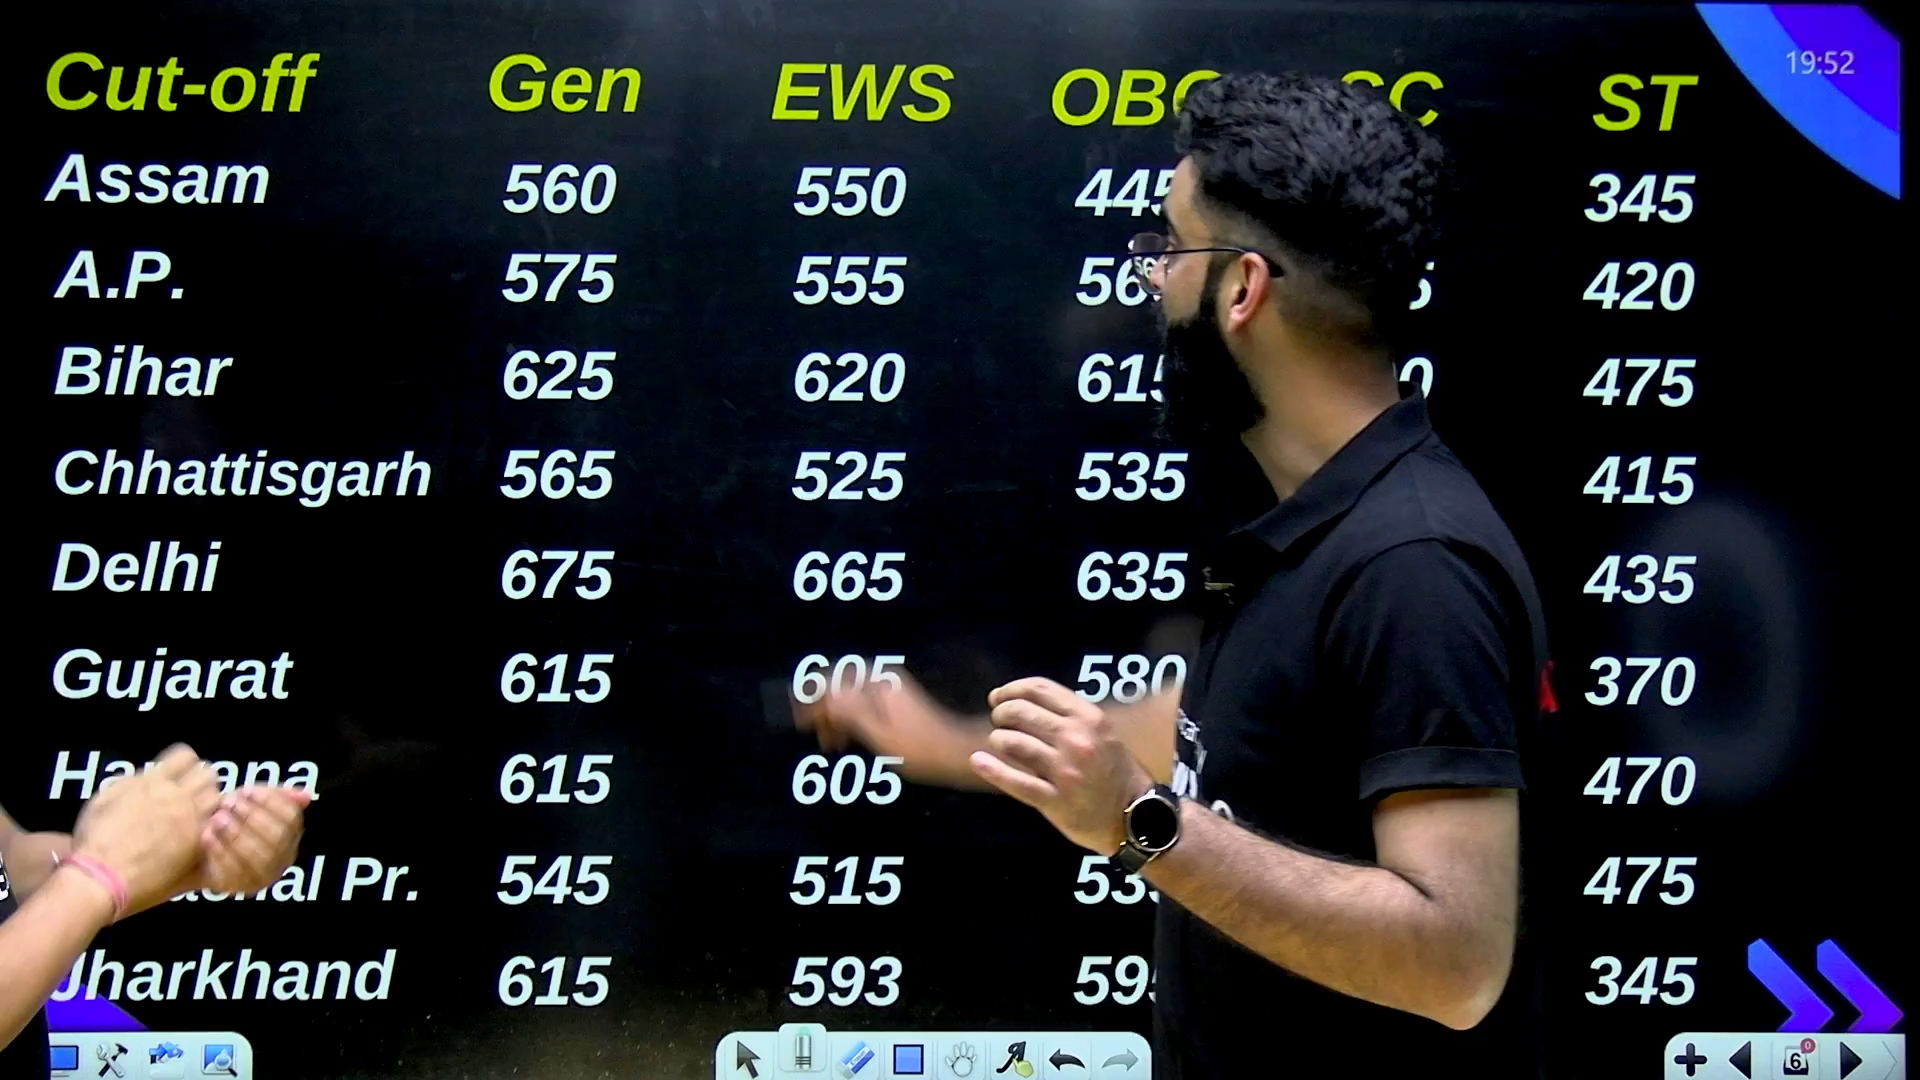 19:52
Cut-off Gen EWS ST
Assam 560 550 345
A.P. 575 555 420
Bihar 625 620 475
Chhattisgarh 565 525 535 415
Delhi 675 665 635 435
Gujarat 615 605 580 370
615 605 470
Pr. 545 515 475
Jharkhand 615 593 345
6